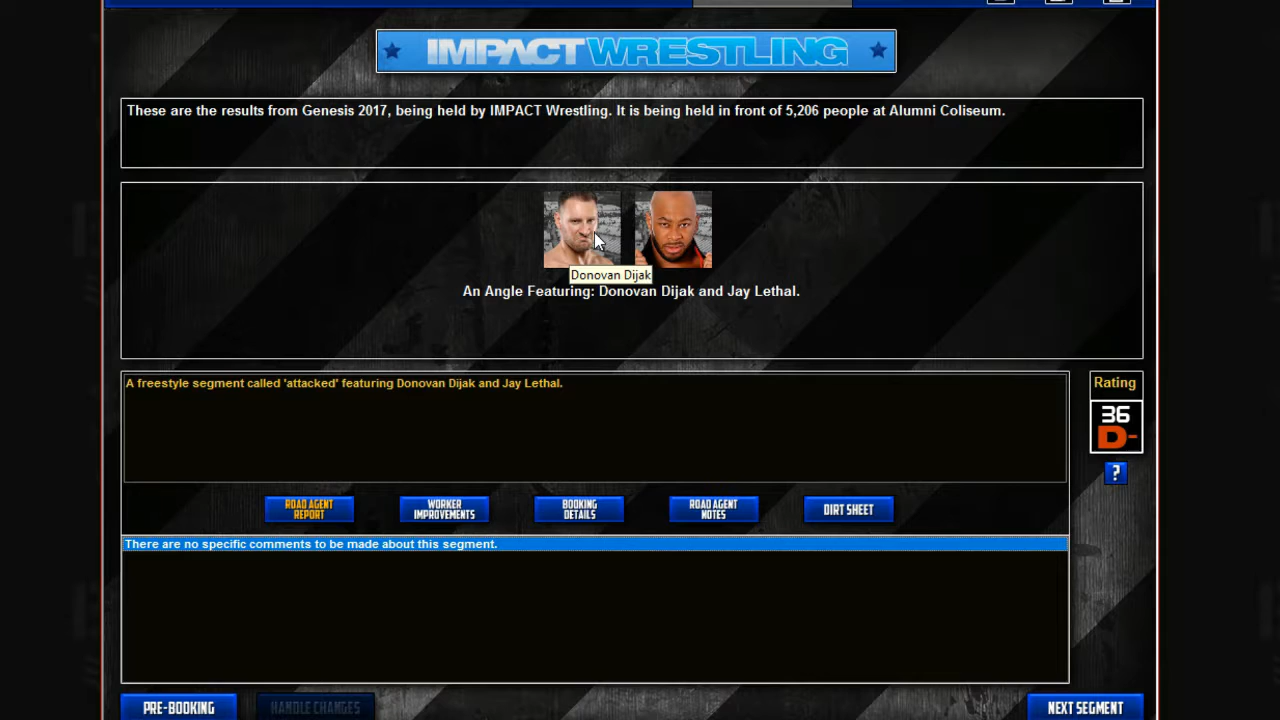 IMPACT WRESTLING
These are the results from Genesis 2017, being held by IMPACT Wrestling. It is being held in front of 5,206 people at Alumni Coliseum.
Donovan Dijak
An Angle Featuring: Donovan Dijak and Jay Lethal.
A freestyle segment called 'attacked' featuring Donovan Dijak and Jay Lethal.
Rating
36
D-
?
ROAD AGENT
REPORT
WORKER
IMPROVEMENTS
BOOKING
DETAILS
ROAD AGENT
NOTES
DIRT SHEET
There are no specific comments to be made about this segment.
PRE-BOOKING
HANDLE CHANGES
NEXT SEGMENT